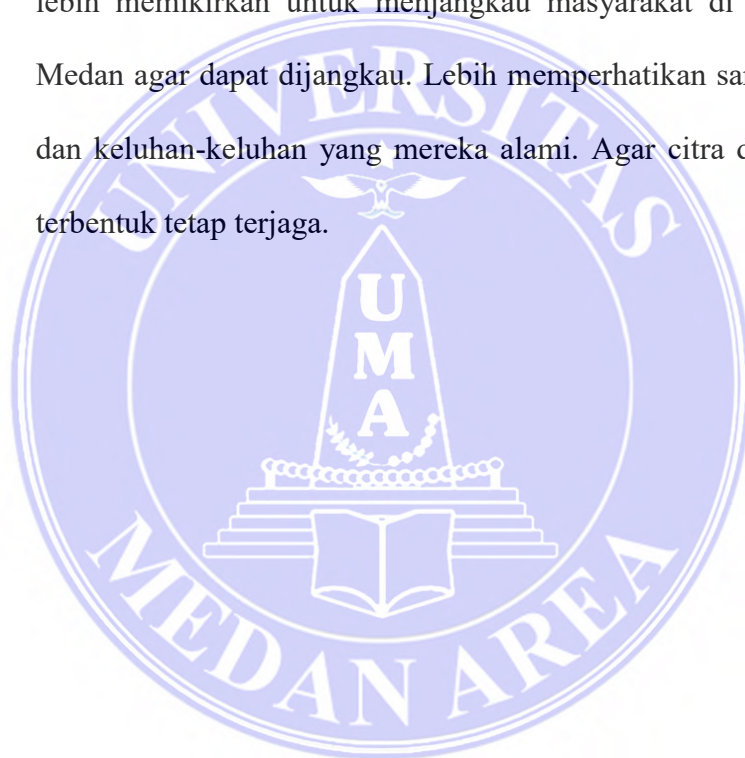 lebih memikirkan untuk menjangkau masyarakat di
Medan agar dapat dijangkau. Lebih memperhatikan
dan keluhan-keluhan yang mereka alami. Agar citra
terbentuk tetap terjaga.
UNIVERSITAS
U
M
A
MEDAN AREA